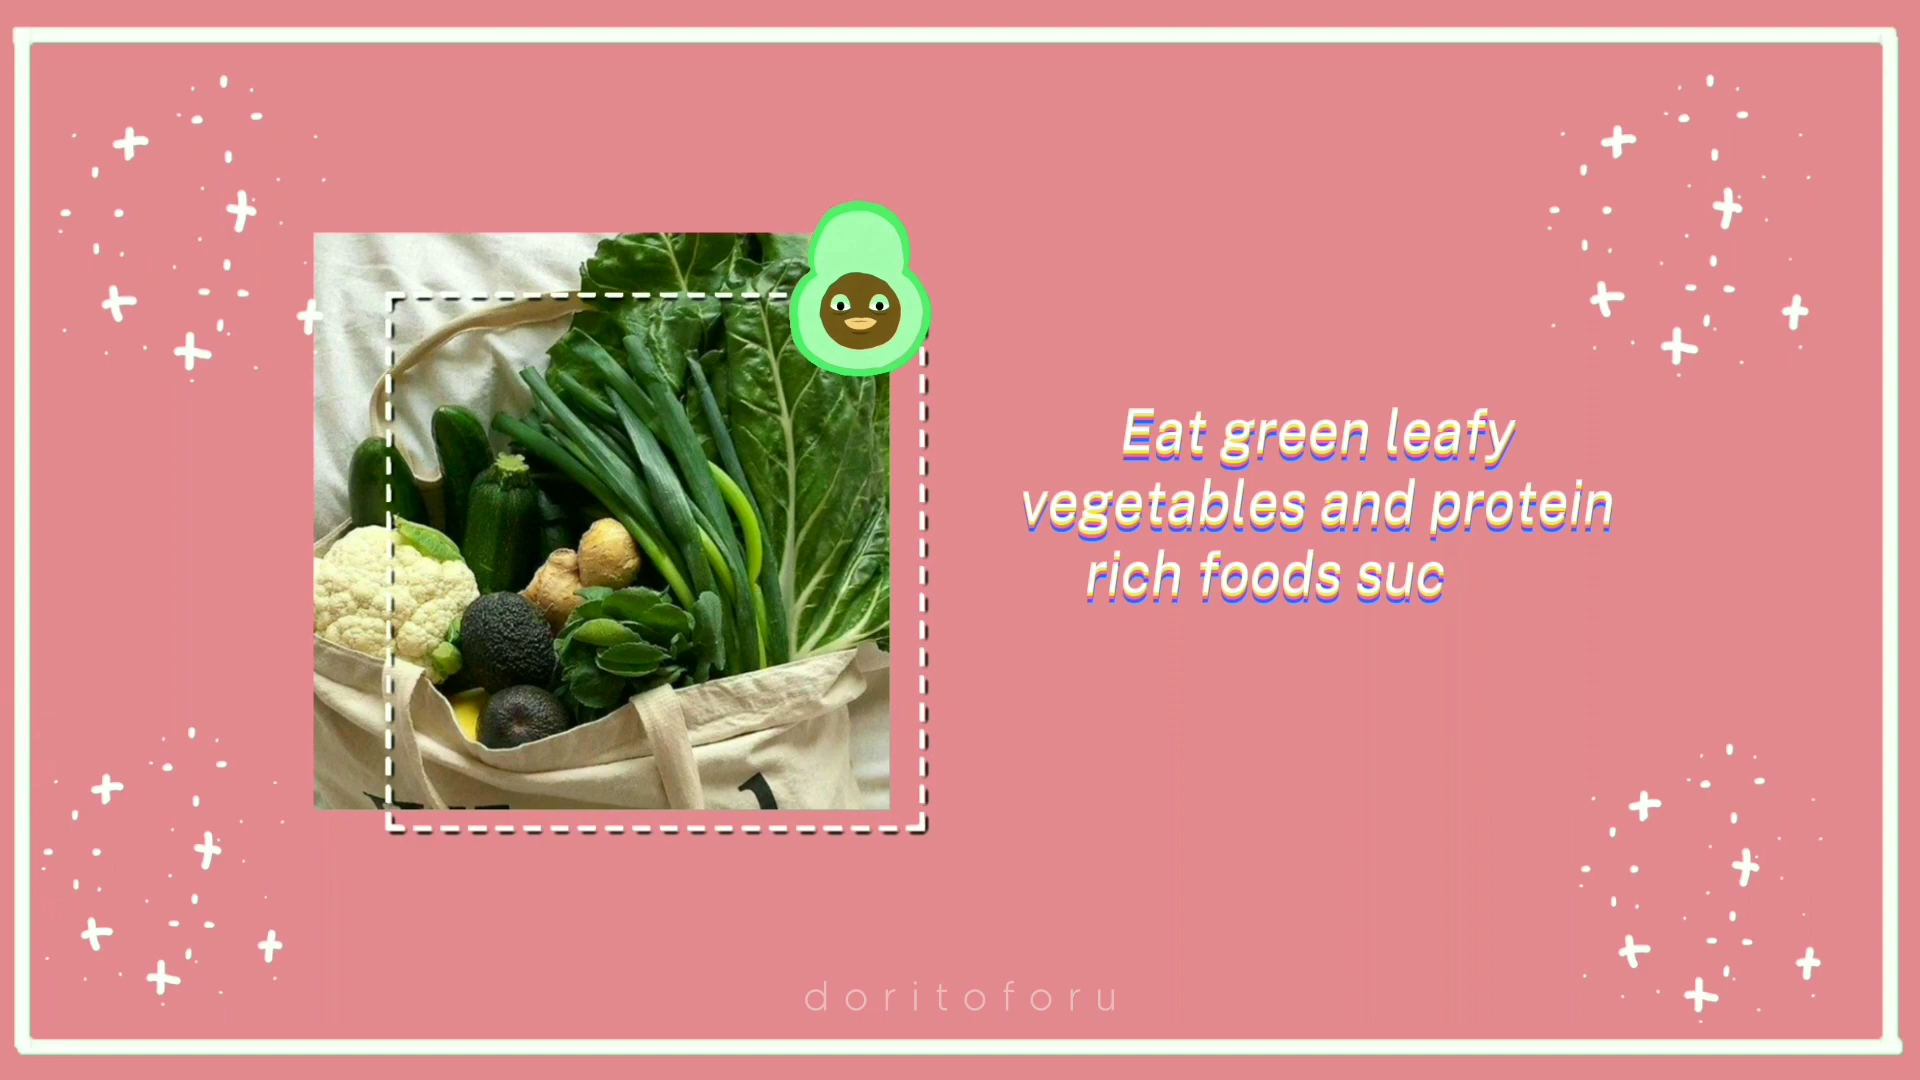 Eat green leafy
vegetables and protein
rich foods suc
doritoforu